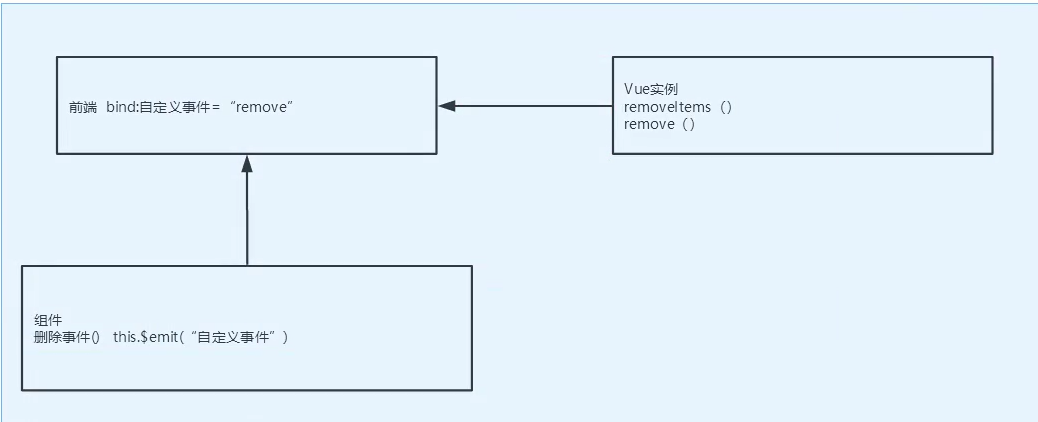 前端  bind:自定义事件=“remove”
Vue实例
removeItems（）
remove（）
组件
删除事件()   this.$emit(“自定义事件”)